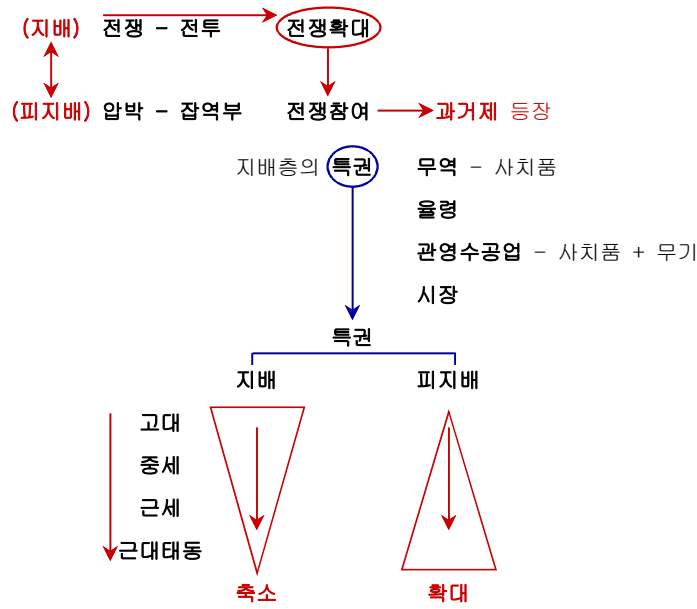 (지배) 전쟁 - 전투 전쟁확대
(피지배) 압박 - 잡역부 전쟁참여 과거제 등장
지배층의 특권 무역 - 사치품
율령
관영수공업 - 사치품 + 무기
시장
특권
지배 피지배
고대
중세
근세
근대태동
축소 확대